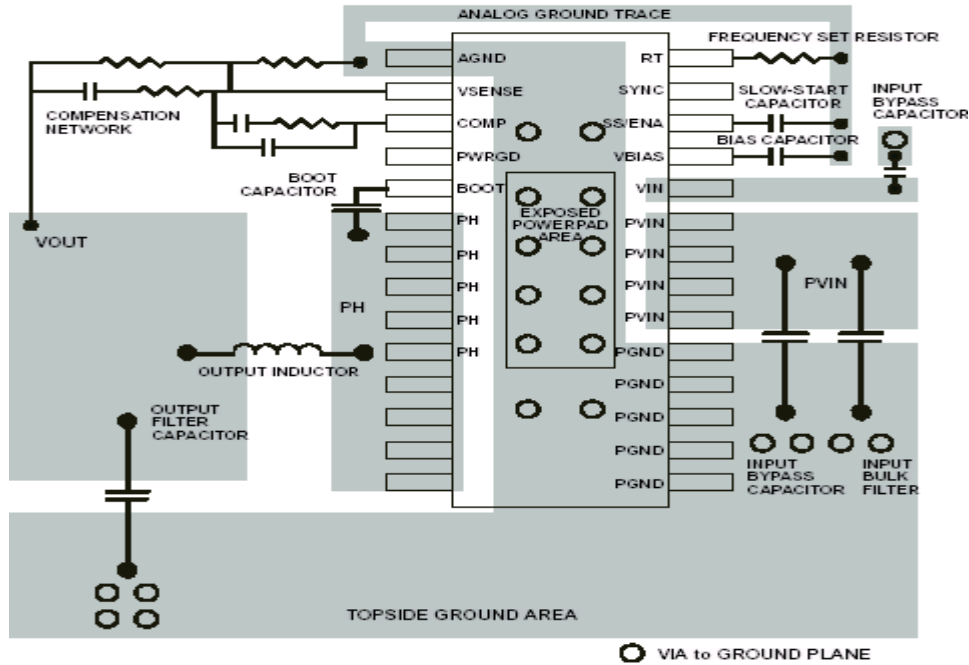 ANALOG GROUND TRACE
FREQUENCY SET RESISTOR
AGND
RT
VSENSE
SYNC
SLOW-START
CAPACITOR
INPUT
BYPASS
CAPACITOR
COMPENSATION
NETWORK
COMP
SS/ENA
BIAS CAPACITOR
PWRGD
VBIAS
BOOT
CAPACITOR
BOOT
VIN
EXPOSED
POWERPAD
AREA
VOUT
PH
PVIN
PH
PVIN
PH
PH
PVIN
PVIN
PH
PVIN
PH
PGND
OUTPUT INDUCTOR
PGND
OUTPUT
FILTER
CAPACITOR
PGND
PGND
PGND
INPUT
BYPASS
CAPACITOR
INPUT
BULK
FILTER
TOPSIDE GROUND AREA
VIA to GROUND PLANE